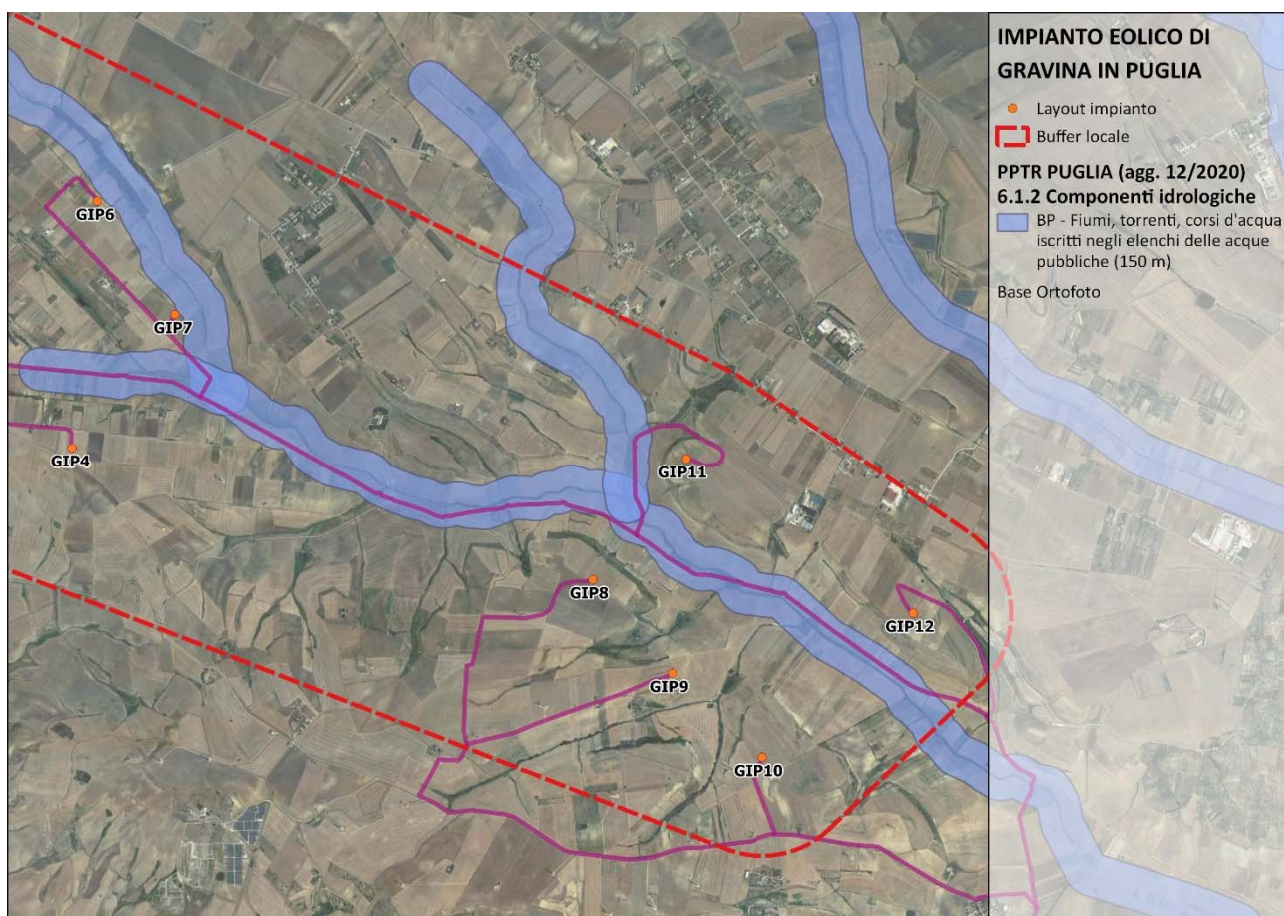 IMPIANTO EOLICO DI
GRAVINA IN PUGLIA
Layout impianto
Buffer locale
PPTR PUGLIA (agg. 12/2020)
6.1.2 Componenti idrologiche
BP - Fiumi, torrenti, corsi d'acqua
iscritti negli elenchi delle acque
pubbliche (150 m)
Base Ortofoto
GIP6
GIP7
GIP4
GIP11
GIP8
GIP12
GIP9
GIP10